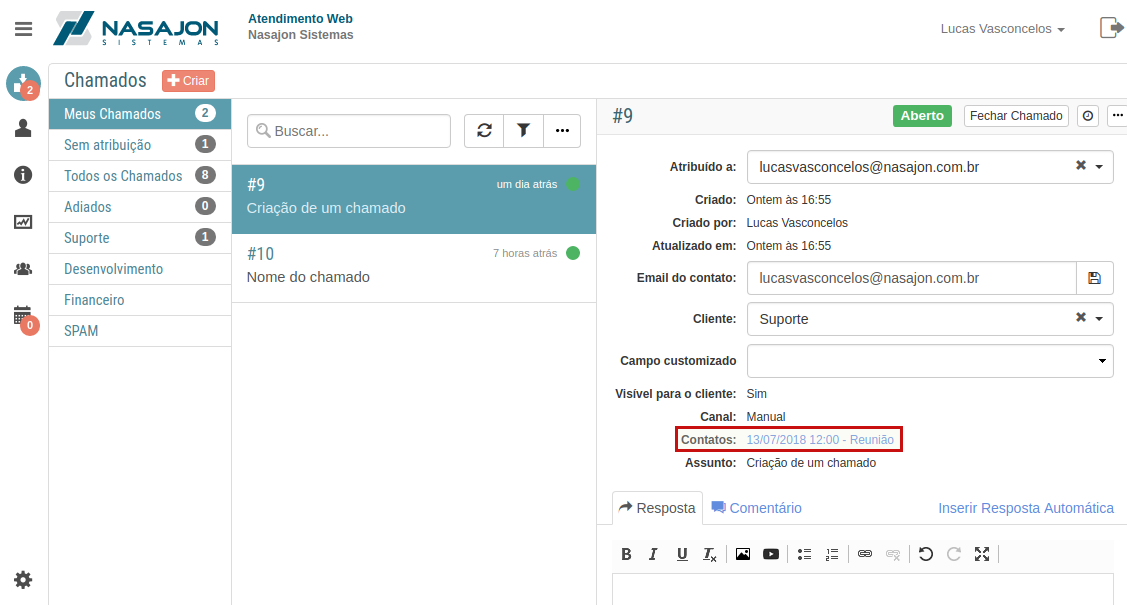 NASAJON
SISTEMAS
Atendimento Web
Nasajon Sistemas
Lucas Vasconcelos
2
0
Chamados
Criar
Meus Chamados 2
Sem atribuição 1
Todos os Chamados 8
Adiados 0
Suporte 1
Desenvolvimento
Financeiro
SPAM
Buscar...
#9 um dia atrás
Criação de um chamado
#10 7 horas atrás
Nome do chamado
#9 Aberto Fechar Chamado
Atribuído a: lucasvasconcelos@nasajon.com.br
Criado: Ontem às 16:55
Criado por: Lucas Vasconcelos
Atualizado em: Ontem às 16:55
Email do contato: lucasvasconcelos@nasajon.com.br
Cliente: Suporte
Campo customizado
Visível para o cliente: Sim
Canal: Manual
Contatos: 13/07/2018 12:00 - Reunião
Assunto: Criação de um chamado
Resposta Comentário Inserir Resposta Automática
B I U Tx